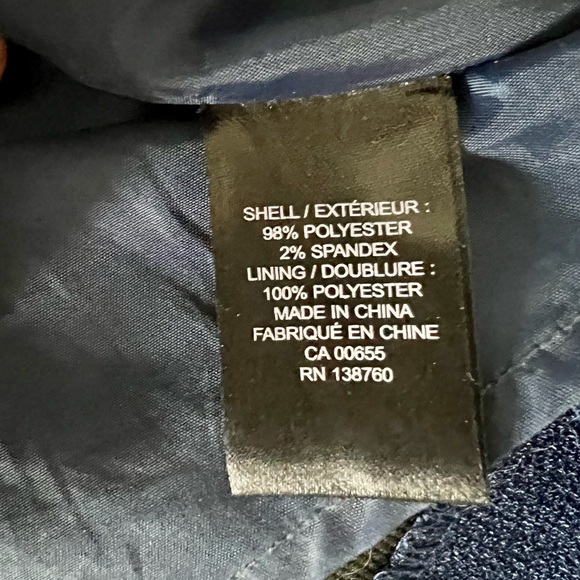 SHELL / EXTÉRIEUR :
98% POLYESTER
2% SPANDEX
LINING / DOUBLURE :
100% POLYESTER
MADE IN CHINA
FABRIQUÉ EN CHINE
CA 00655
RN 138760